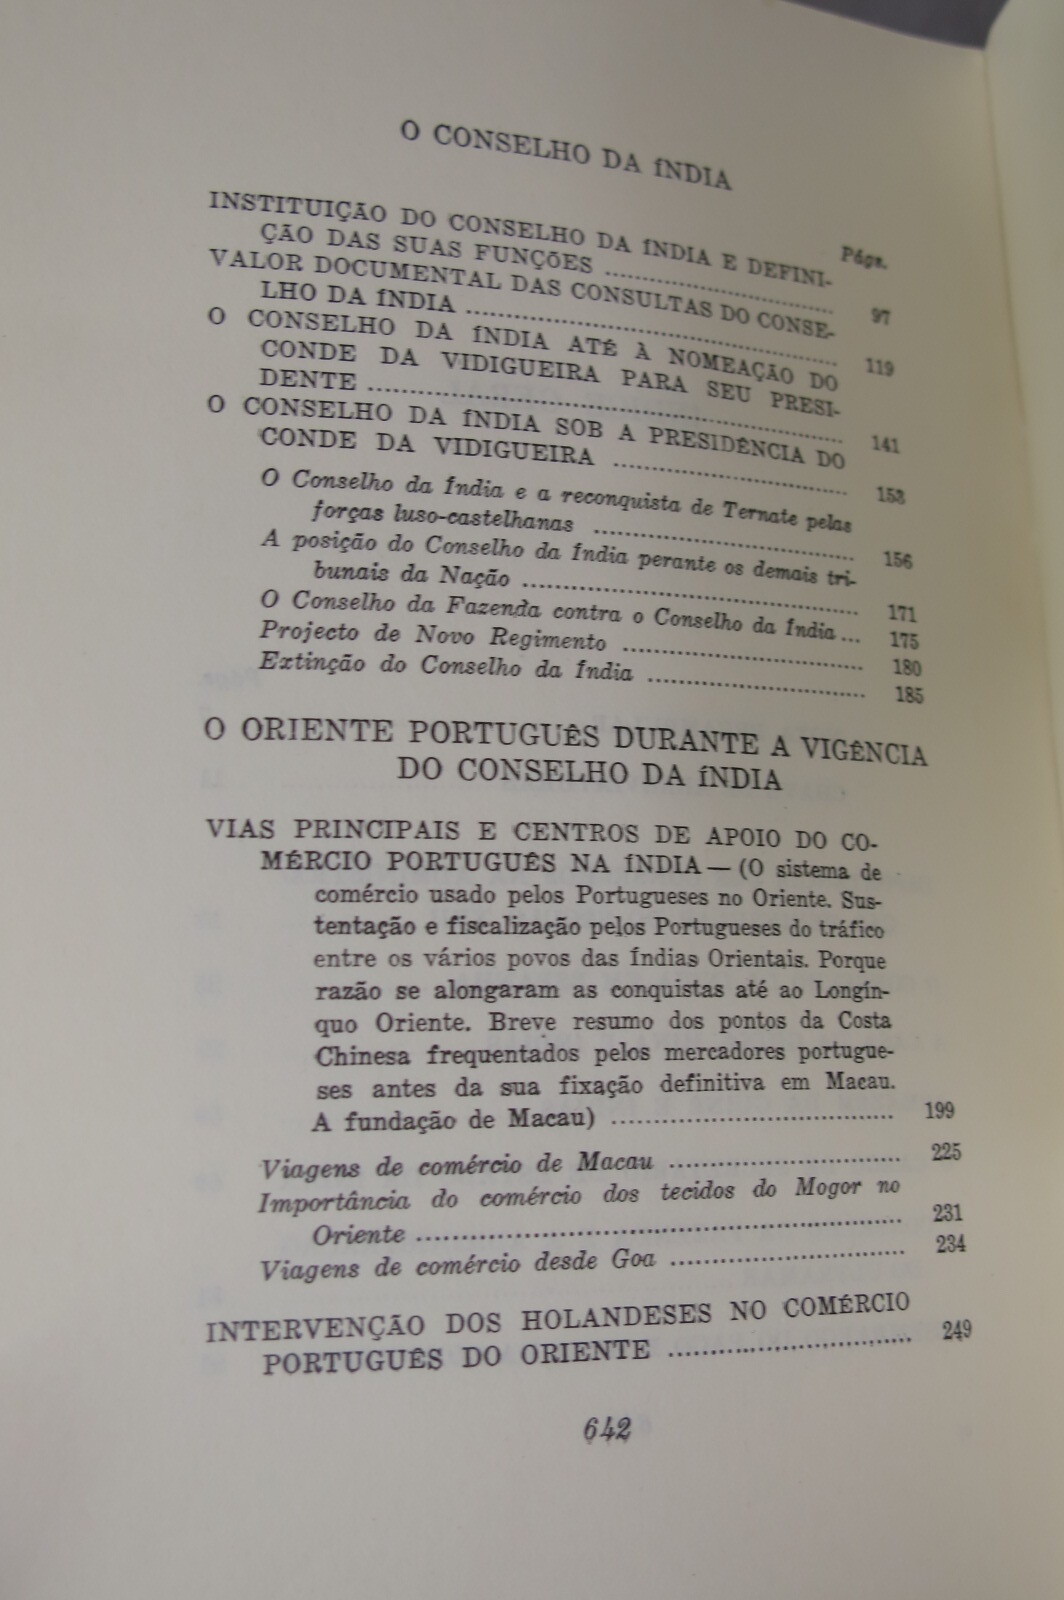 O CONSELHO DA ÍNDIA
Págs.
INSTITUIÇÃO DO CONSELHO DA ÍNDIA E DEFINI-
ÇÃO DAS SUAS FUNÇÕES ........................ 97
VALOR DOCUMENTAL DAS CONSULTAS DO CONSE-
LHO DA ÍNDIA ........................ 119
O CONSELHO DA ÍNDIA ATÉ À NOMEAÇÃO DO
CONDE DA VIDIGUEIRA PARA SEU PRESI-
DENTE ........................ 141
O CONSELHO DA ÍNDIA SOB A PRESIDÊNCIA DO
CONDE DA VIDIGUEIRA ........................ 153
O Conselho da Índia e a reconquista de Ternate pelas
forças luso-castelhanas ........................ 156
A posição do Conselho da Índia perante os demais tri-
bunais da Nação ........................ 171
O Conselho da Fazenda contra o Conselho da Índia... 175
Projecto de Novo Regimento ........................ 180
Extinção do Conselho da Índia ........................ 185
O ORIENTE PORTUGUÊS DURANTE A VIGÊNCIA
DO CONSELHO DA ÍNDIA
VIAS PRINCIPAIS E CENTROS DE APOIO DO CO-
MÉRCIO PORTUGUÊS NA ÍNDIA — (O sistema de
comércio usado pelos Portugueses no Oriente. Sus-
tentação e fiscalização pelos Portugueses do tráfico
entre os vários povos das Índias Orientais. Porque
razão se alongaram as conquistas até ao Longín-
quo Oriente. Breve resumo dos pontos da Costa
Chinesa frequentados pelos mercadores portugue-
ses antes da sua fixação definitiva em Macau.
A fundação de Macau) ........................ 199
Viagens de comércio de Macau ........................ 225
Importância do comércio dos tecidos do Mogor no
Oriente ........................ 231
Viagens de comércio desde Goa ........................ 234
INTERVENÇÃO DOS HOLANDESES NO COMÉRCIO
PORTUGUÊS DO ORIENTE ........................ 249
642